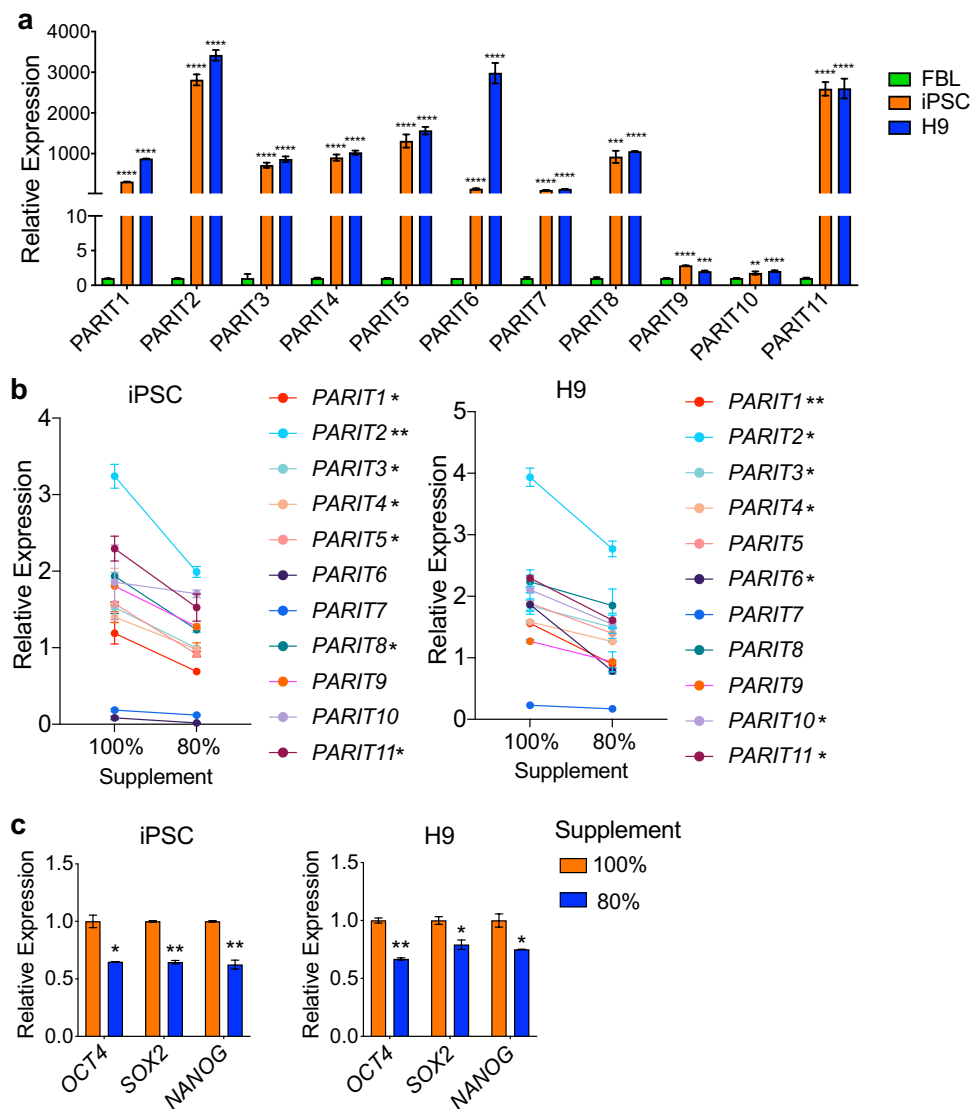 a
Relative Expression
4000
3000
2000
1000
10
5
0
**** **** **** **** **** **** **** **** **** **** **** **** **** **** *** **** **** *** ** **** **** ****
PARIT1 PARIT2 PARIT3 PARIT4 PARIT5 PARIT6 PARIT7 PARIT8 PARIT9 PARIT10 PARIT11
FBL
iPSC
H9
b
iPSC
Relative Expression
4
3
2
1
0
100% 80%
Supplement
PARIT1 *
PARIT2 **
PARIT3 *
PARIT4 *
PARIT5 *
PARIT6
PARIT7
PARIT8 *
PARIT9
PARIT10
PARIT11 *
H9
Relative Expression
5
4
3
2
1
0
100% 80%
Supplement
PARIT1 **
PARIT2 *
PARIT3 *
PARIT4 *
PARIT5
PARIT6 *
PARIT7
PARIT8
PARIT9
PARIT10 *
PARIT11 *
c
iPSC
Relative Expression
1.5
1.0
0.5
0.0
* ** **
OCT4 SOX2 NANOG
H9
Relative Expression
1.5
1.0
0.5
0.0
** * *
OCT4 SOX2 NANOG
Supplement
100%
80%